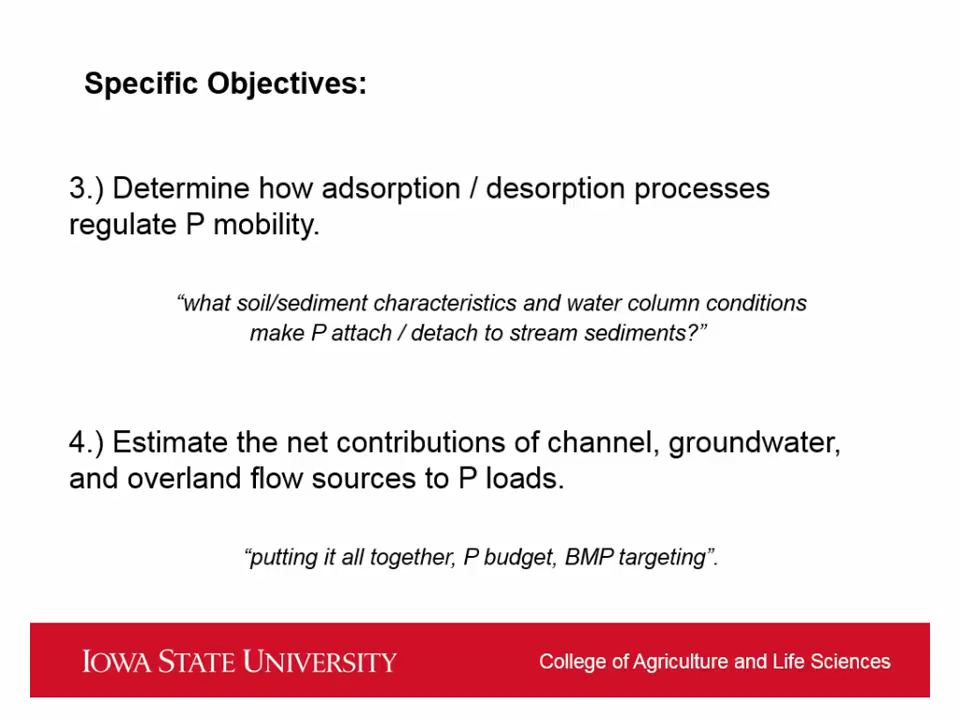 Specific Objectives:
3.) Determine how adsorption / desorption processes
regulate P mobility.
“what soil/sediment characteristics and water column conditions
make P attach / detach to stream sediments?”
4.) Estimate the net contributions of channel, groundwater,
and overland flow sources to P loads.
“putting it all together, P budget, BMP targeting”.
IOWA STATE UNIVERSITY
College of Agriculture and Life Sciences